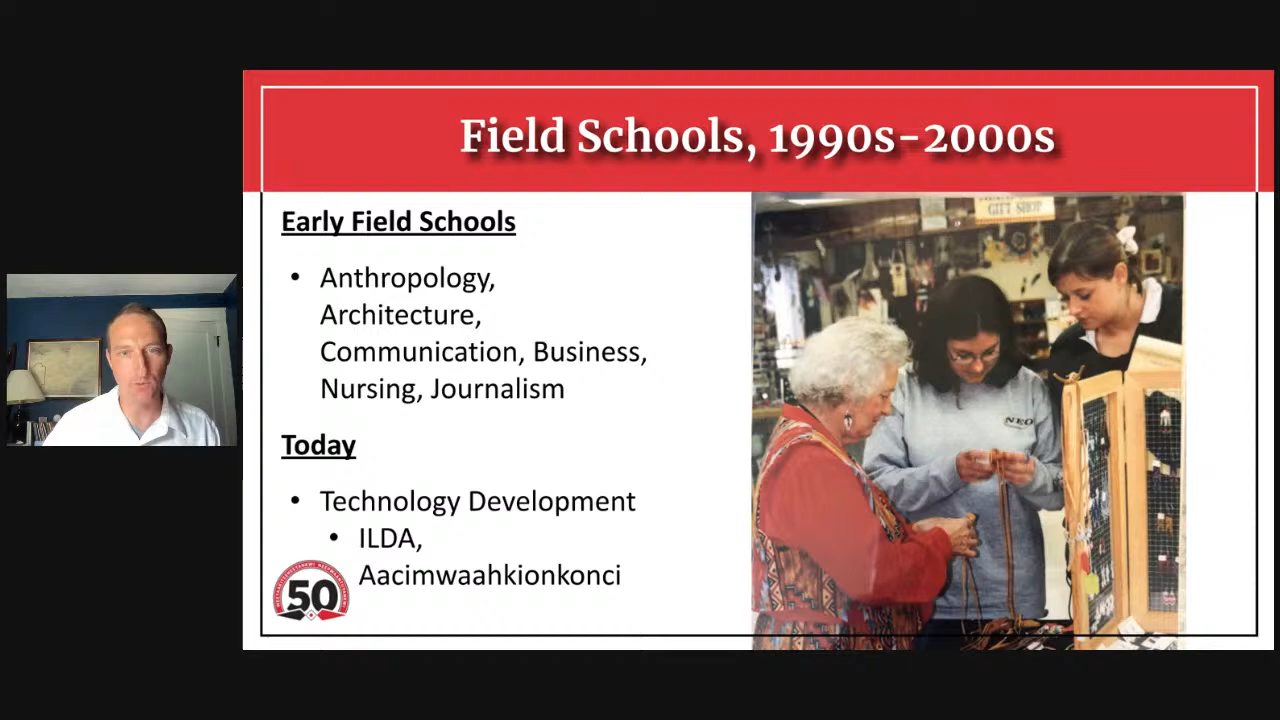 Field Schools, 1990s-2000s
Early Field Schools
• Anthropology,
Architecture,
Communication, Business,
Nursing, Journalism
Today
• Technology Development
• ILDA,
Aacimwaahkionkonci
50
GIFT SHOP
NEO